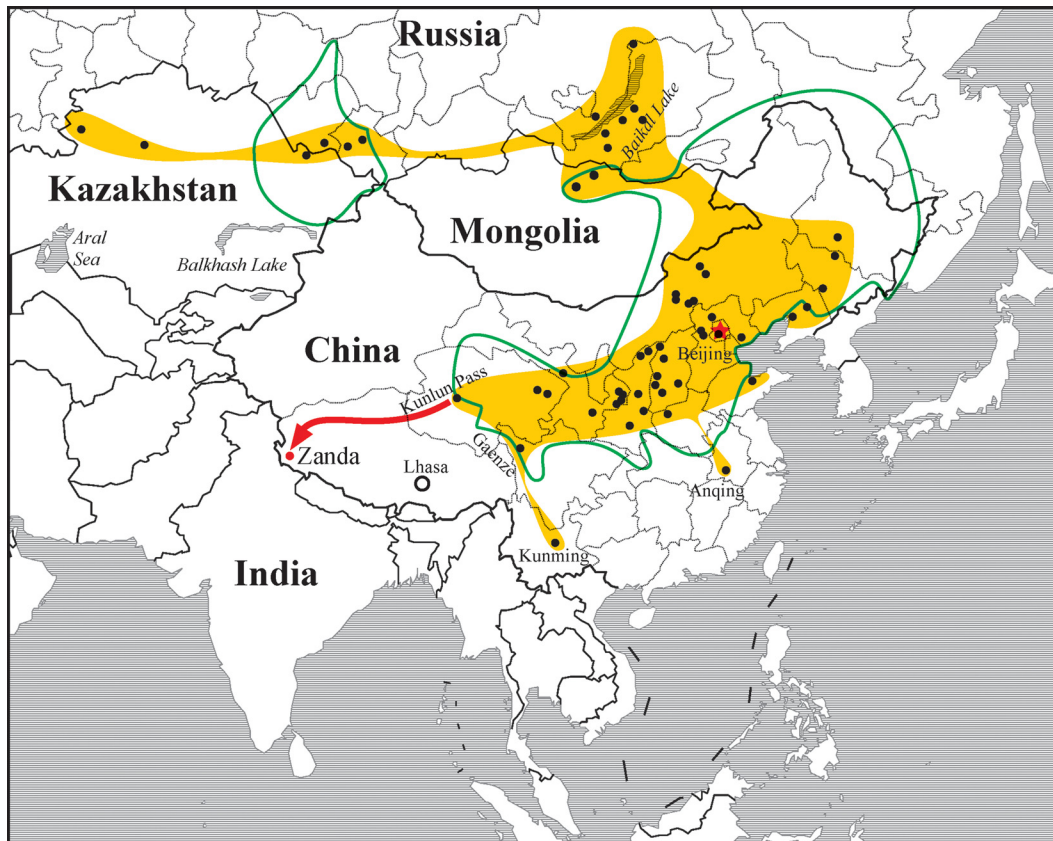 Russia
Baikal Lake
Kazakhstan
Mongolia
Aral
Sea
Balkhash Lake
China
Beijing
Kunlun Pass
Zanda
Gaenze
Lhasa
Anqing
Kunming
India